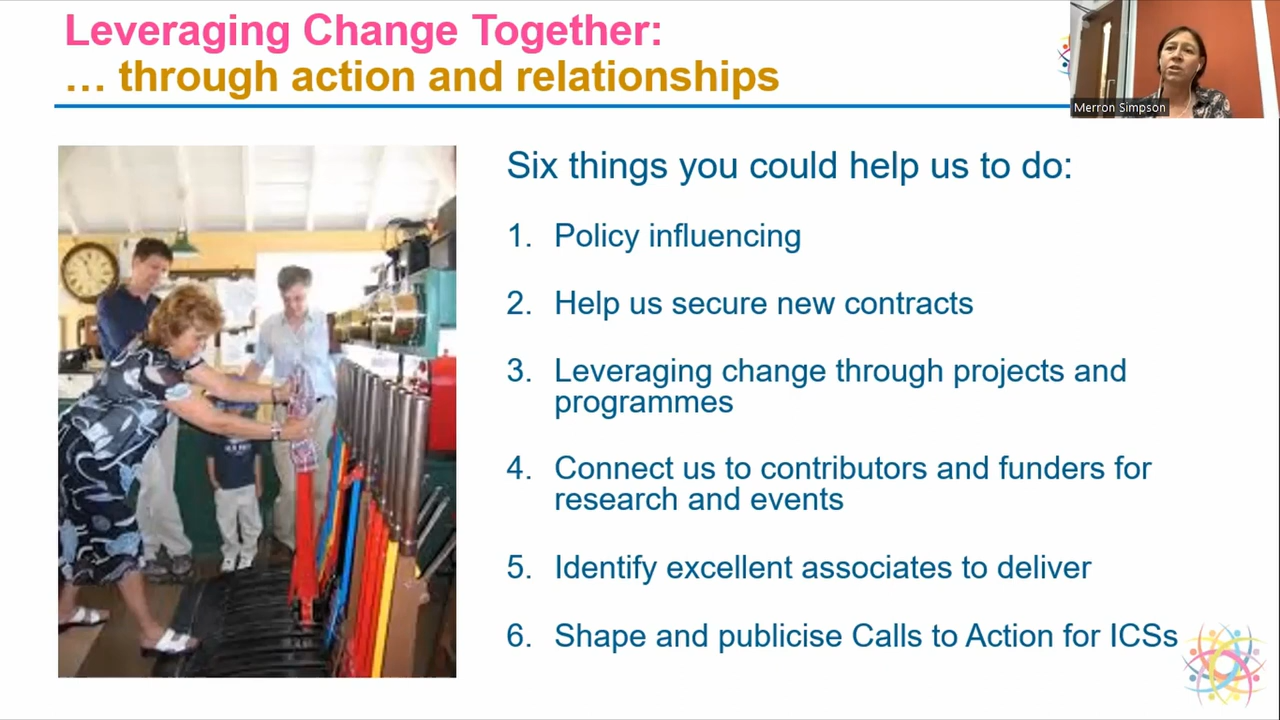 Leveraging Change Together:
… through action and relationships
Merron Simpson
Six things you could help us to do:
1. Policy influencing
2. Help us secure new contracts
3. Leveraging change through projects and
programmes
4. Connect us to contributors and funders for
research and events
5. Identify excellent associates to deliver
6. Shape and publicise Calls to Action for ICSs